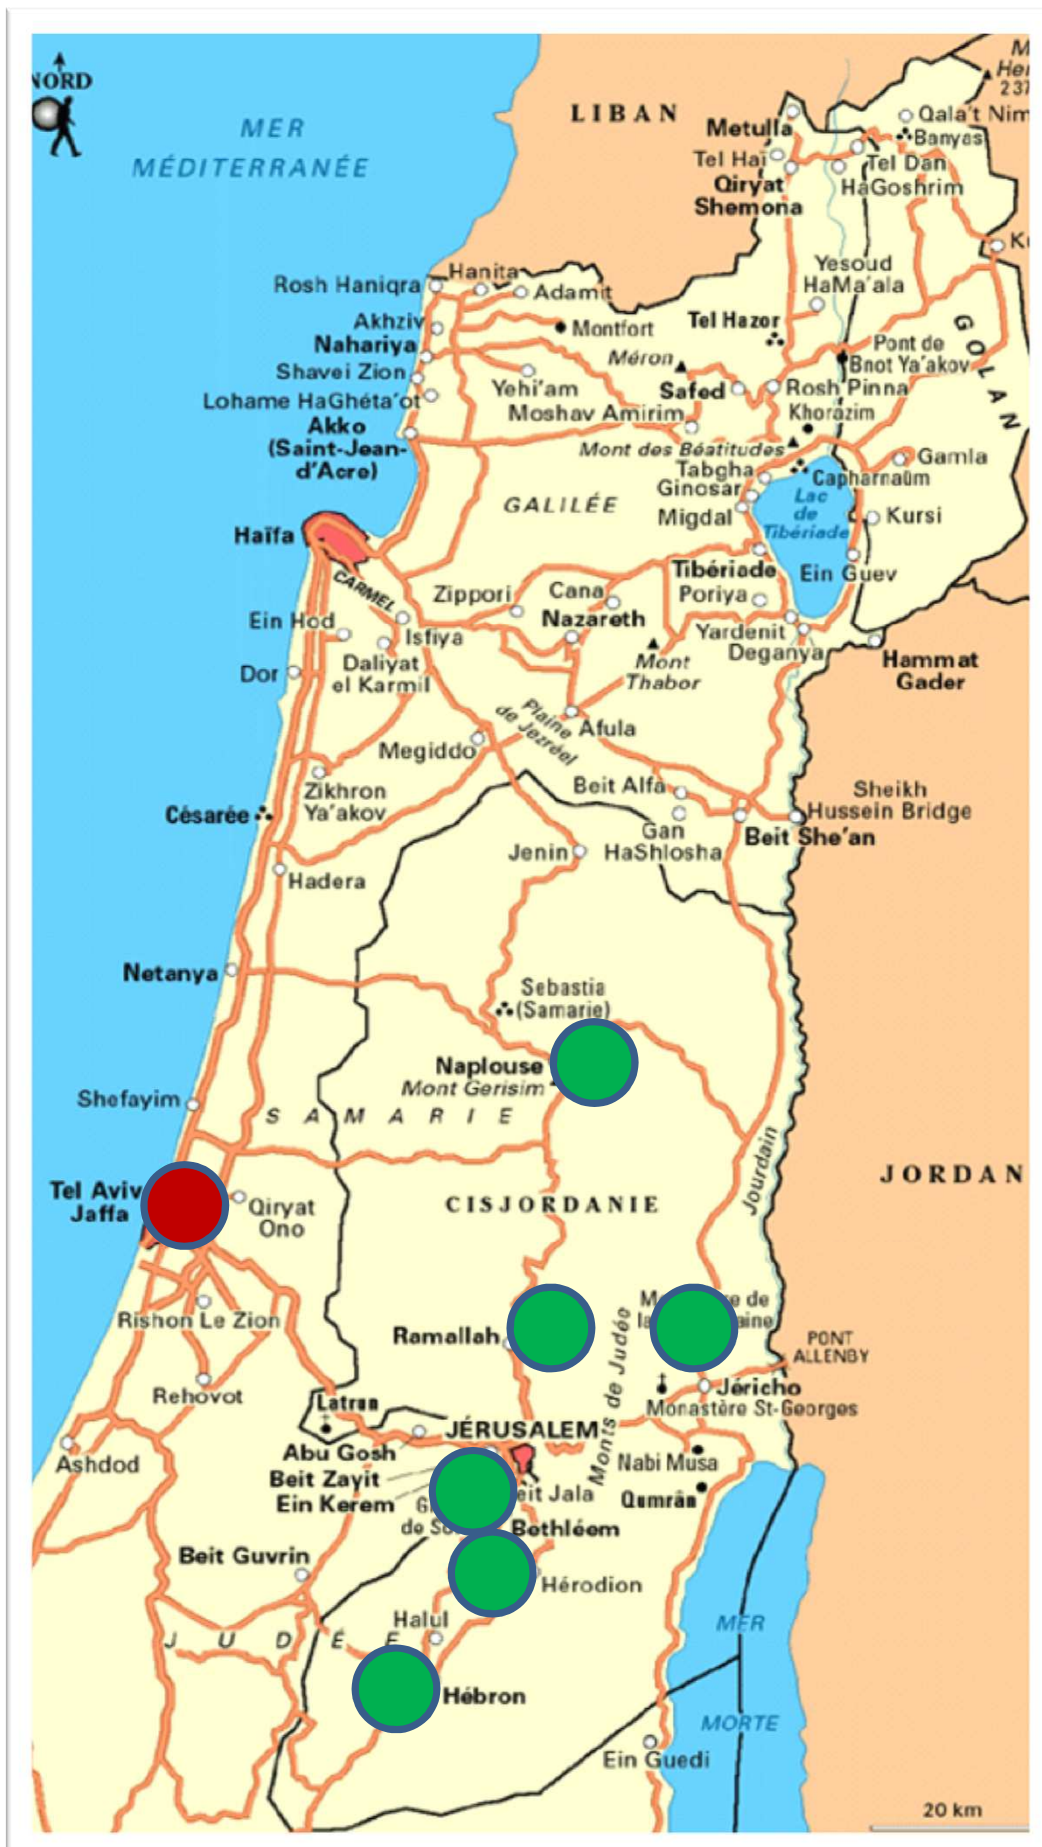 NORD
MER
MÉDITERRANÉE
LIBAN
Metulla
Qala't Nim
Banyas
Tel Haï
Tel Dan
Qiryat
Shemona
HaGoshrim
Yesoud
HaMa'ala
GOLAN
Rosh Haniqra
Hanita
Adamit
Akhziv
Montfort
Tel Hazor
Nahariya
Méron
Pont de
Bnot Ya'akov
Shavei Zion
Yehi'am
Safed
Rosh Pinna
Lohame HaGhéta'ot
Moshav Amirim
Khorazim
Akko
(Saint-Jean-
d'Acre)
Mont des Béatitudes
Tabgha
Capharnaüm
Gamla
Ginosar
Lac
de
Tibériade
Migdal
Kursi
GALILÉE
Haïfa
CARMEL
Tibériade
Ein Guev
Zippori
Cana
Poriya
Nazareth
Ein Hod
Isfiya
Yardenit
Deganya
Dor
Daliyat
el Karmil
Mont
Thabor
Hammat
Gader
Plaine
de Jezréel
Afula
Megiddo
Zikhron
Ya'akov
Beit Alfa
Sheikh
Hussein Bridge
Césarée
Gan
HaShlosha
Beit She'an
Jenin
Hadera
Netanya
Sebastia
(Samarie)
Naplouse
Mont Gerisim
Shefayim
SAMARIE
Jourdain
JORDAN
Tel Aviv
Jaffa
Qiryat
Ono
CISJORDANIE
Rishon Le Zion
Ramallah
Monts de Judée
PONT
ALLENBY
Rehovot
Latrun
Jéricho
Monastère St-Georges
JÉRUSALEM
Abu Gosh
Ashdod
Beit Zayit
Nabi Musa
Ein Kerem
Qumrân
Bethléem
Beit Guvrin
Hérodion
Halul
JUDÉE
Hébron
MER
MORTE
Ein Guedi
20 km